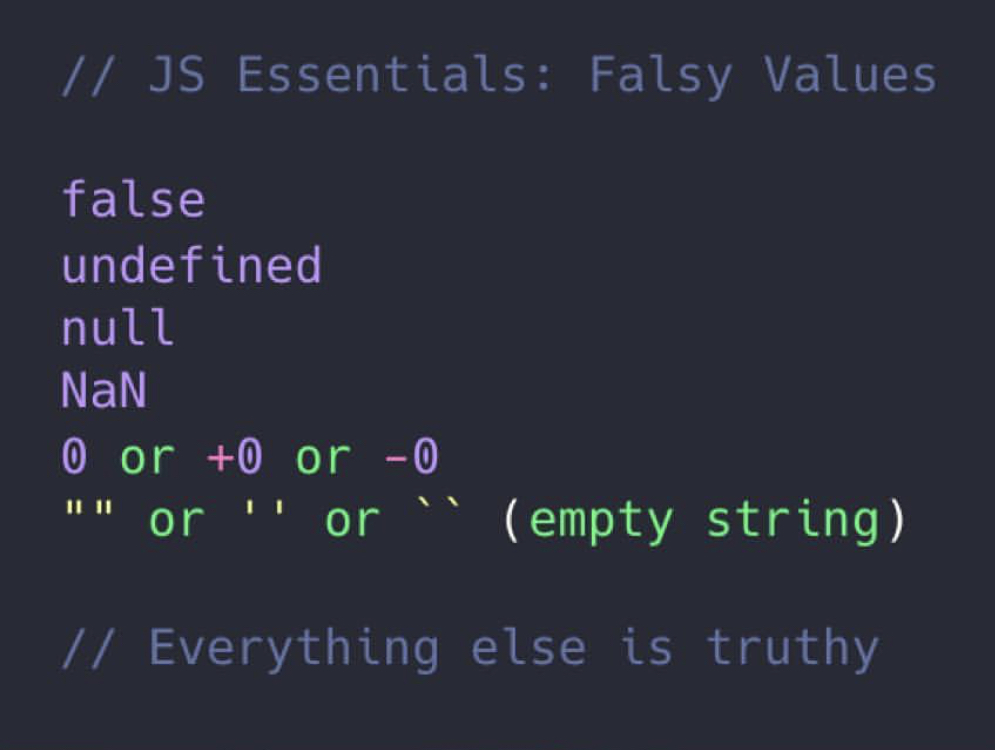 // JS Essentials: Falsy Values
false
undefined
null
NaN
0 or +0 or -0
"" or '' or `` (empty string)
// Everything else is truthy